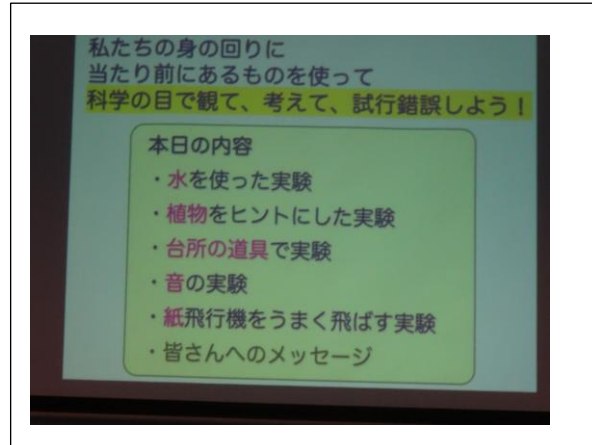 私たちの身の回りに
当たり前にあるものを使って
科学の目で観て、考えて、試行錯誤しよう！
本日の内容
・水を使った実験
・植物をヒントにした実験
・台所の道具で実験
・音の実験
・紙飛行機をうまく飛ばす実験
・皆さんへのメッセージ